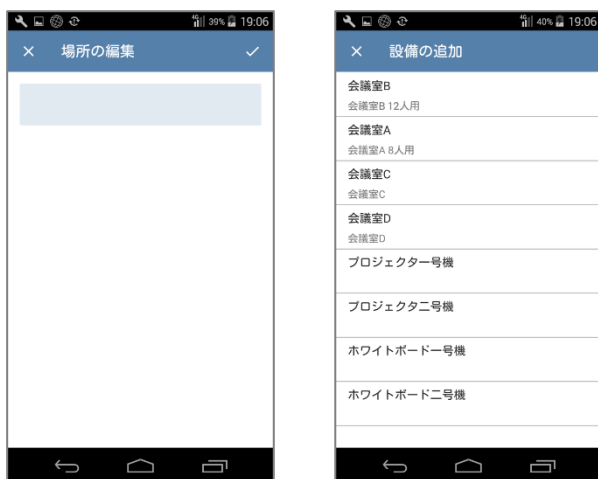 4G 39% 19:06
× 場所の編集 ✓
4G 40% 19:06
× 設備の追加
会議室B
会議室B 12人用
会議室A
会議室A 8人用
会議室C
会議室C
会議室D
会議室D
プロジェクター号機
プロジェクタ二号機
ホワイトボード一号機
ホワイトボード二号機